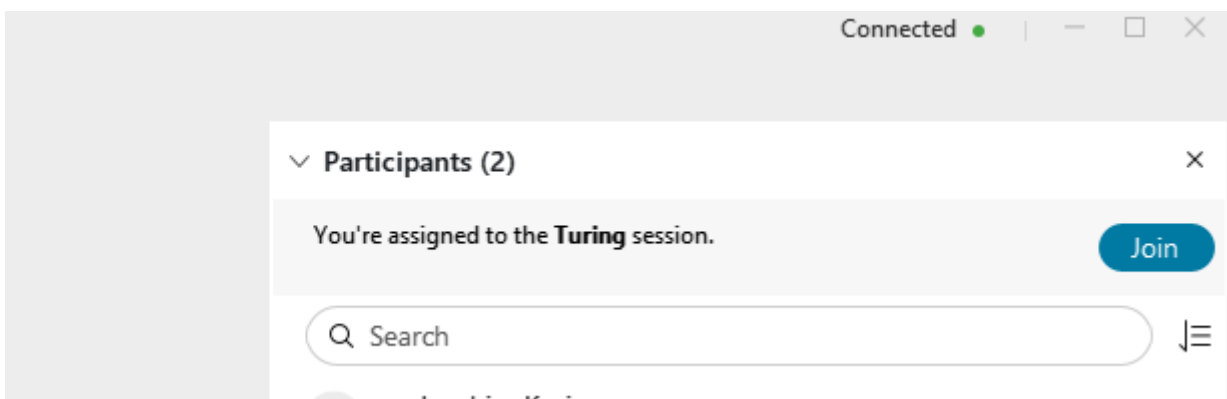 Connected
Participants (2)
You're assigned to the Turing session.
Join
Search